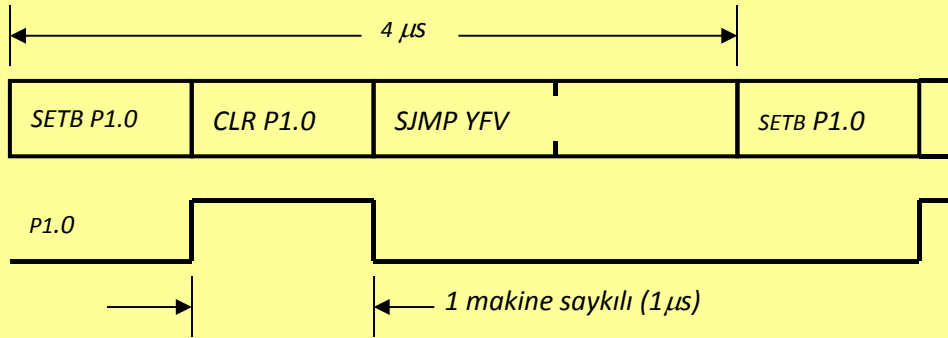 4 µs
SETB P1.0 CLR P1.0 SJMP YFV SETB P1.0
P1.0
1 makine saykılı (1µs)